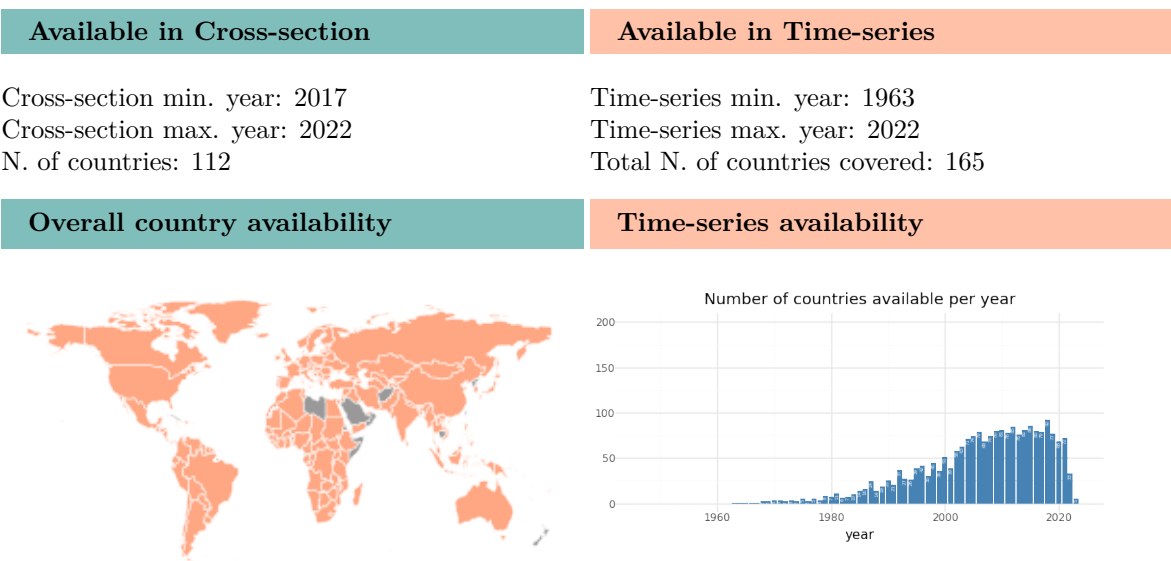 Available in Cross-section
Available in Time-series
Cross-section min. year: 2017
Cross-section max. year: 2022
N. of countries: 112
Time-series min. year: 1963
Time-series max. year: 2022
Total N. of countries covered: 165
Overall country availability
Time-series availability
Number of countries available per year
200
150
100
50
0
1960
1980
2000
2020
year